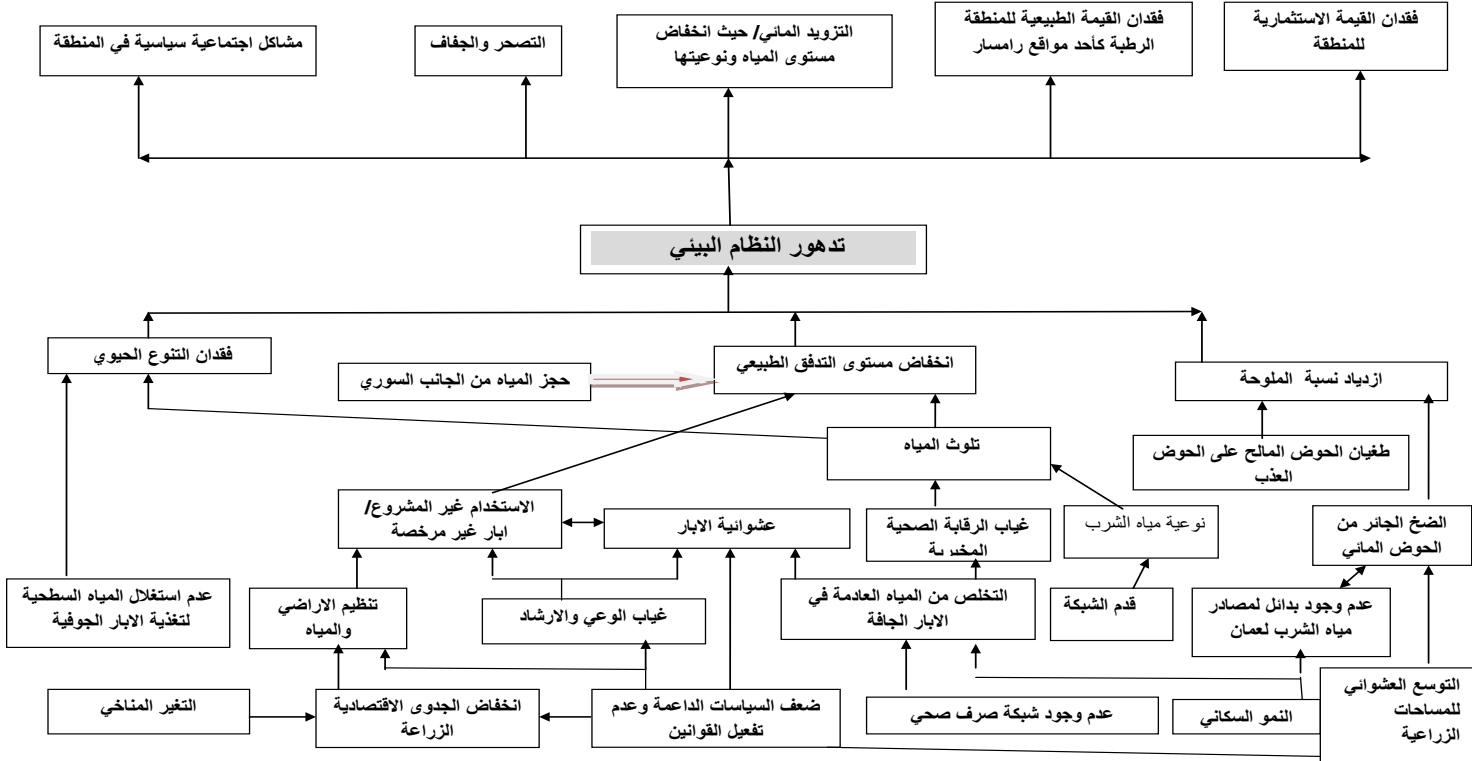 فقدان القيمة الاستثمارية
للمنطقة
فقدان القيمة الطبيعية للمنطقة
الرطبة كأحد مواقع رامسار
التزويد المائي/ حيث انخفاض
مستوى المياه ونوعيتها
التصحر والجفاف
مشاكل اجتماعية سياسية في المنطقة
تدهور النظام البيئي
ازدياد نسبة الملوحة
انخفاض مستوى التدفق الطبيعي
حجز المياه من الجانب السوري
فقدان التنوع الحيوي
طغيان الحوض المالح على الحوض
العذب
تلوث المياه
الضخ الجائر من
الحوض المائي
نوعية مياه الشرب
غياب الرقابة الصحية
المخبرية
عشوائية الابار
الاستخدام غير المشروع/
ابار غير مرخصة
عدم وجود بدائل لمصادر
مياه الشرب لعمان
قدم الشبكة
التخلص من المياه العادمة في
الابار الجافة
غياب الوعي والارشاد
تنظيم الاراضي
والمياه
عدم استغلال المياه السطحية
لتغذية الابار الجوفية
التوسع العشوائي
للمساحات
الزراعية
النمو السكاني
عدم وجود شبكة صرف صحي
ضعف السياسات الداعمة وعدم
تفعيل القوانين
انخفاض الجدوى الاقتصادية
الزراعة
التغير المناخي